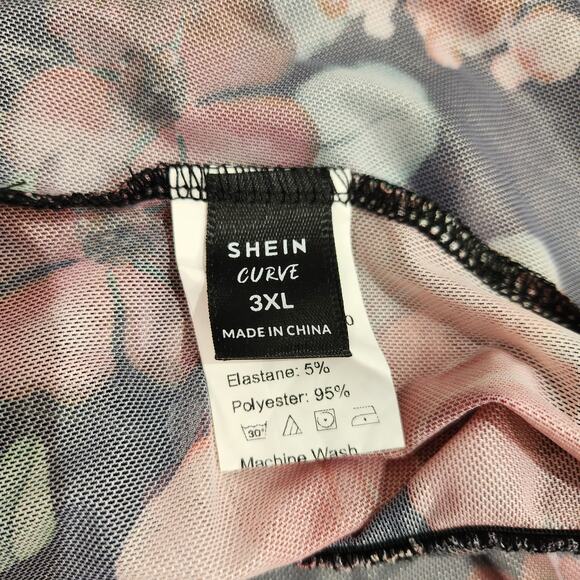 SHEIN
CURVE
3XL
MADE IN CHINA
Elastane: 5%
Polyester: 95%
30°
Machine Wash